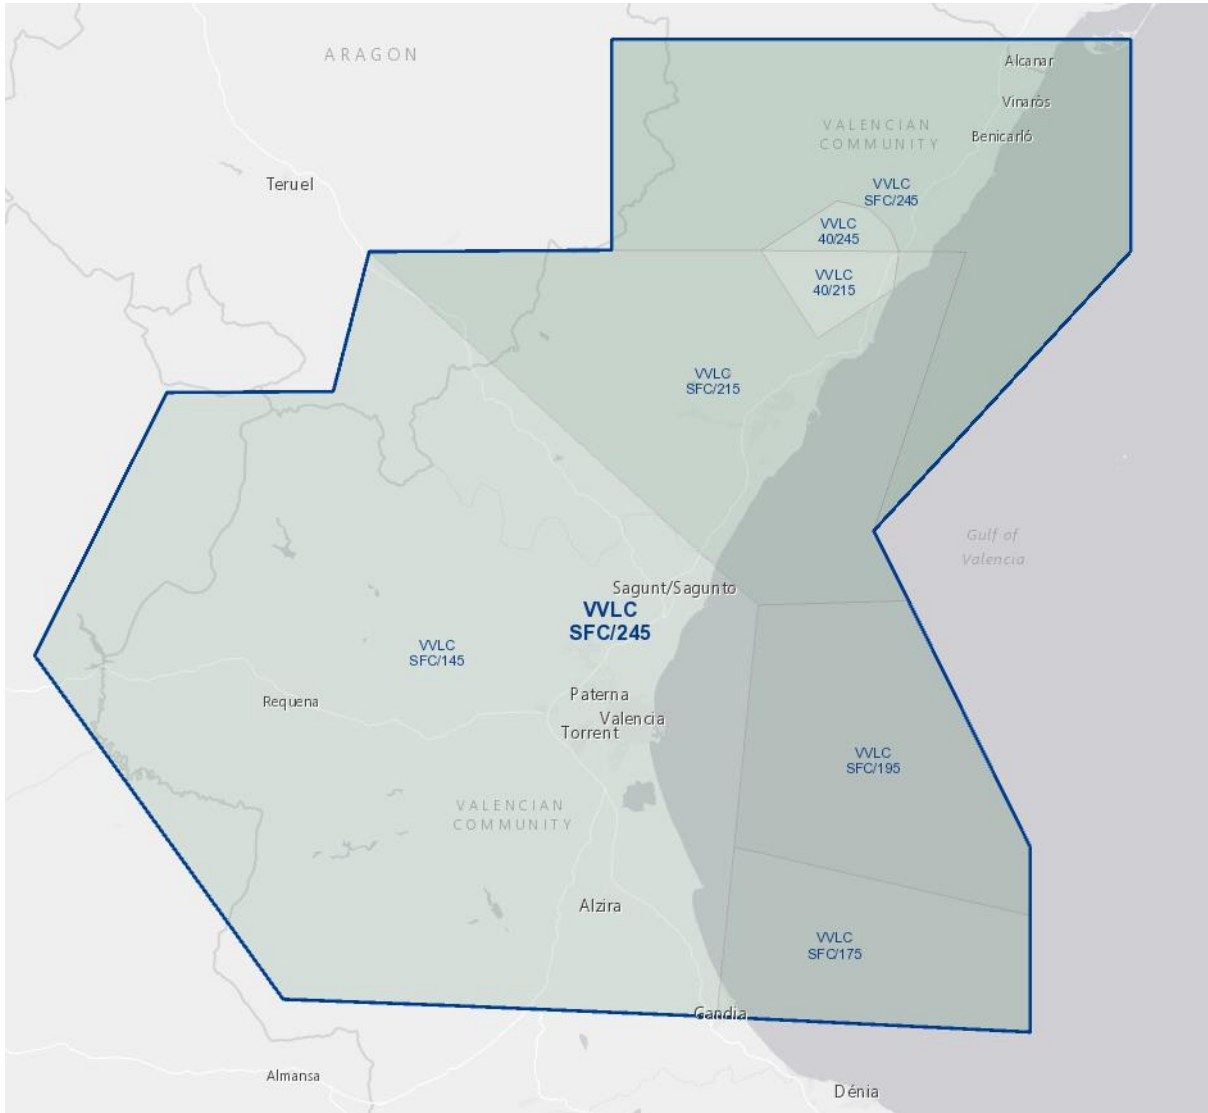 ARAGON
Alcanar
Vinaròs
VALENCIAN
COMMUNITY
Benicarló
Teruel
VVLC
SFC/245
VVLC
40/245
VVLC
40/215
VVLC
SFC/215
Gulf of
Valencia
Sagunt/Sagunto
VVLC
SFC/245
VVLC
SFC/145
Requena
Paterna
Valencia
Torrent
VVLC
SFC/195
VALENCIAN
COMMUNITY
Alzira
VVLC
SFC/175
Gandia
Almansa
Dénia